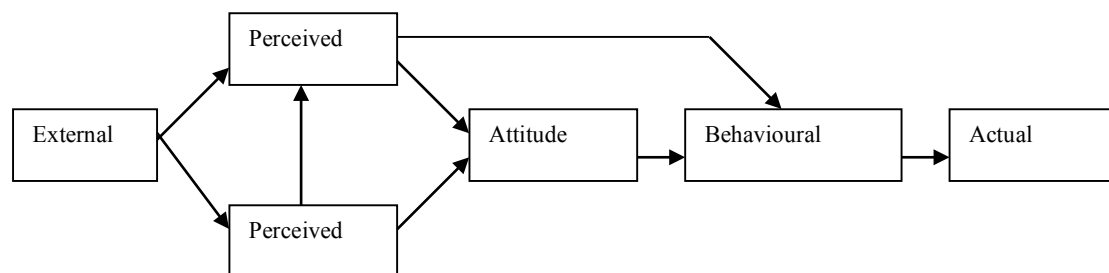 Perceived
External
Attitude
Behavioural
Actual
Perceived